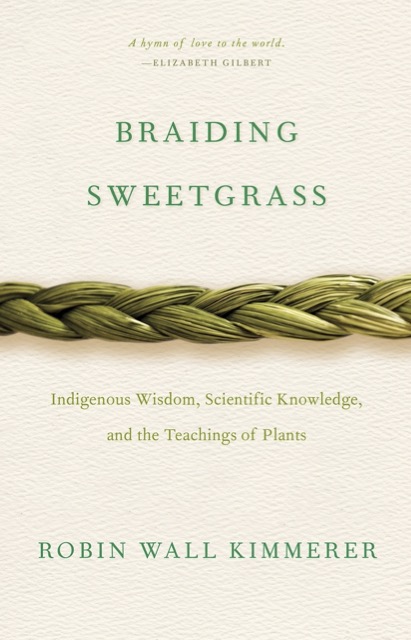 A hymn of love to the world.
—ELIZABETH GILBERT
BRAIDING
SWEETGRASS
Indigenous Wisdom, Scientific Knowledge,
and the Teachings of Plants
ROBIN WALL KIMMERER